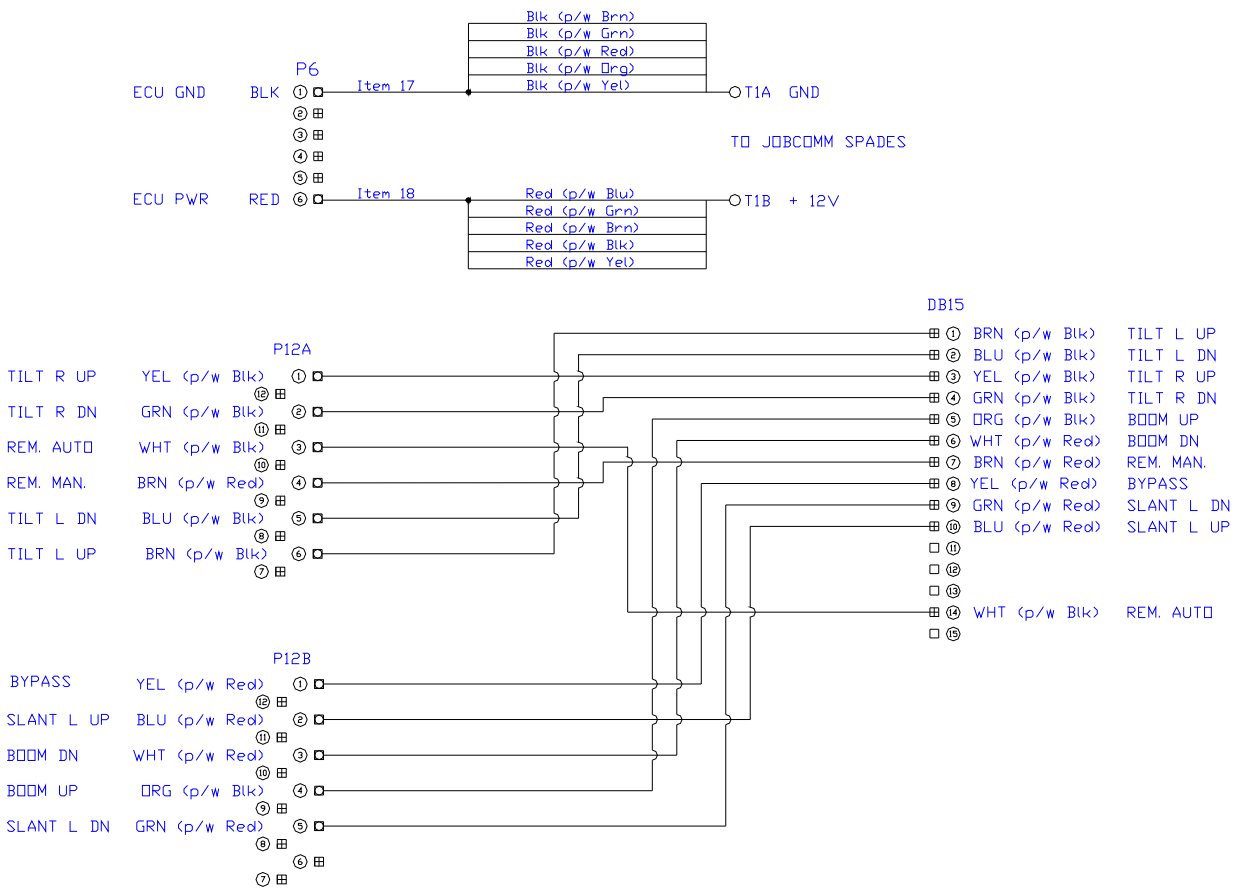 Blk (p/w Brn)
Blk (p/w Grn)
Blk (p/w Red)
Blk (p/w Org)
Blk (p/w Yel)
P6
ECU GND BLK 1 Item 17 T1A GND
2
3
TO JOBCOMM SPADES
4
5
ECU PWR RED 6 Item 18 Red (p/w Blu) T1B + 12V
Red (p/w Grn)
Red (p/w Brn)
Red (p/w Blk)
Red (p/w Yel)
DB15
1 BRN (p/w Blk) TILT L UP
2 BLU (p/w Blk) TILT L DN
3 YEL (p/w Blk) TILT R UP
4 GRN (p/w Blk) TILT R DN
5 ORG (p/w Blk) BOOM UP
6 WHT (p/w Red) BOOM DN
7 BRN (p/w Red) REM. MAN.
8 YEL (p/w Red) BYPASS
9 GRN (p/w Red) SLANT L DN
10 BLU (p/w Red) SLANT L UP
11
12
13
14 WHT (p/w Blk) REM. AUTO
15
P12A
TILT R UP YEL (p/w Blk) 1
12
TILT R DN GRN (p/w Blk) 2
11
REM. AUTO WHT (p/w Blk) 3
10
REM. MAN. BRN (p/w Red) 4
9
TILT L DN BLU (p/w Blk) 5
8
TILT L UP BRN (p/w Blk) 6
7
P12B
BYPASS YEL (p/w Red) 1
12
SLANT L UP BLU (p/w Red) 2
11
BOOM DN WHT (p/w Red) 3
10
BOOM UP ORG (p/w Blk) 4
9
SLANT L DN GRN (p/w Red) 5
8
6
7